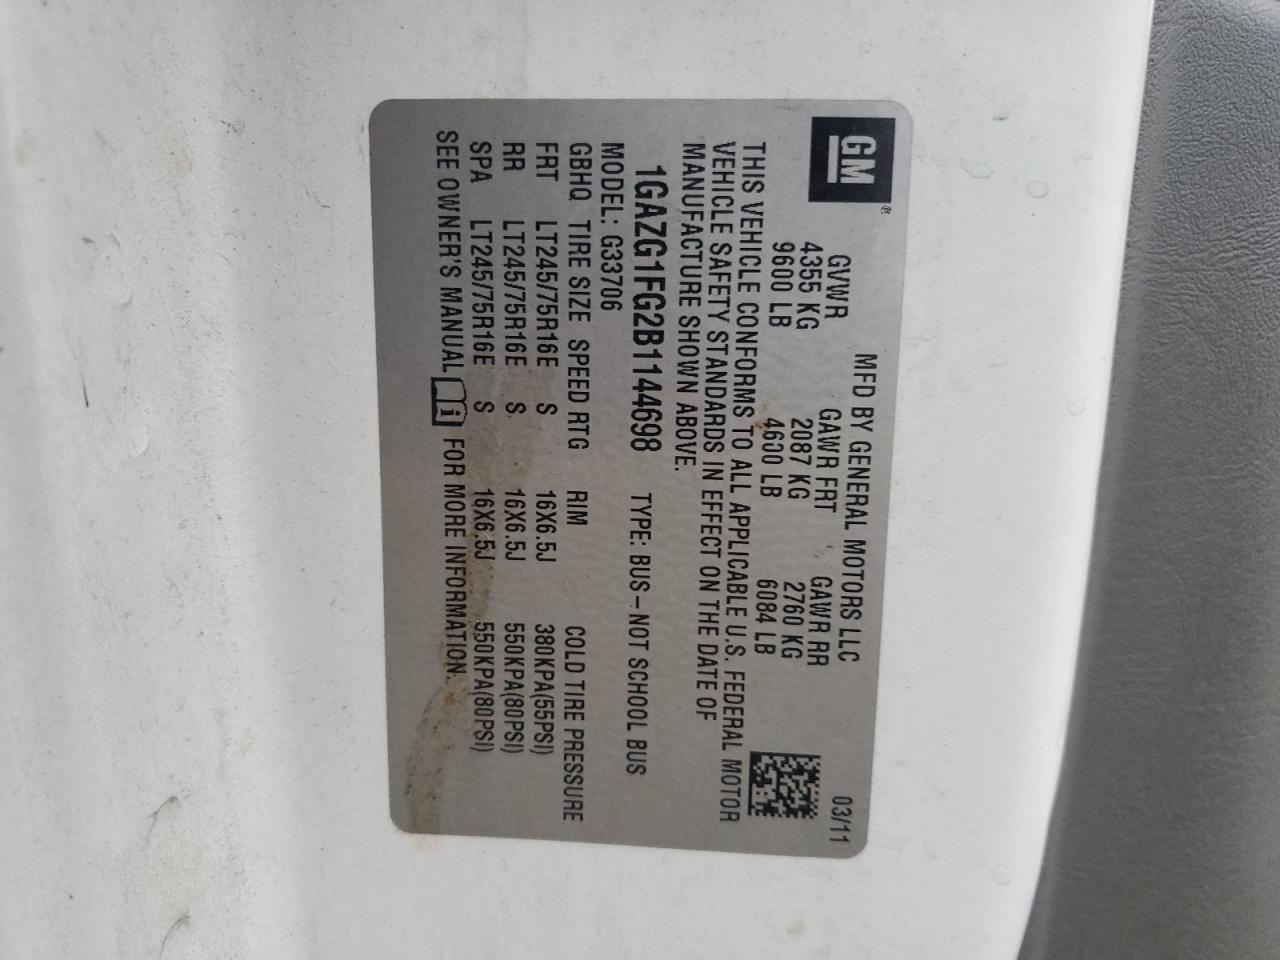 GM®
MFD BY GENERAL MOTORS LLC 03/11
GVWR GAWR FRT GAWR RR
4355 KG 2087 KG 2760 KG
9600 LB 4600 LB 6084 LB
THIS VEHICLE CONFORMS TO ALL APPLICABLE U.S. FEDERAL MOTOR
VEHICLE SAFETY STANDARDS IN EFFECT ON THE DATE OF
MANUFACTURE SHOWN ABOVE.
1GAZG1FG2B1144698 TYPE: BUS-NOT SCHOOL BUS
MODEL: G33706
GBHQ TIRE SIZE SPEED RTG RIM COLD TIRE PRESSURE
FRT LT245/75R16E S 16X6.5J 380KPA(55PSI)
RR LT245/75R16E S 16X6.5J 550KPA(80PSI)
SPA LT245/75R16E S 16X6.5J 550KPA(80PSI)
SEE OWNER'S MANUAL i FOR MORE INFORMATION.